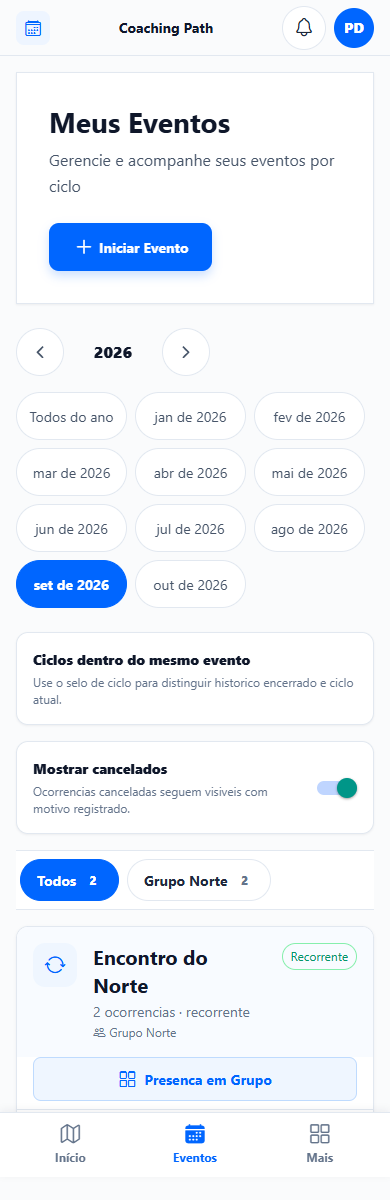 Coaching Path
PD
Meus Eventos
Gerencie e acompanhe seus eventos por
ciclo
Iniciar Evento
2026
Todos do ano
jan de 2026
fev de 2026
mar de 2026
abr de 2026
mai de 2026
jun de 2026
jul de 2026
ago de 2026
set de 2026
out de 2026
Ciclos dentro do mesmo evento
Use o selo de ciclo para distinguir historico encerrado e ciclo
atual.
Mostrar cancelados
Ocorrencias canceladas seguem visiveis com
motivo registrado.
Todos 2
Grupo Norte 2
Encontro do
Norte
Recorrente
2 ocorrencias · recorrente
Grupo Norte
Presenca em Grupo
Início
Eventos
Mais